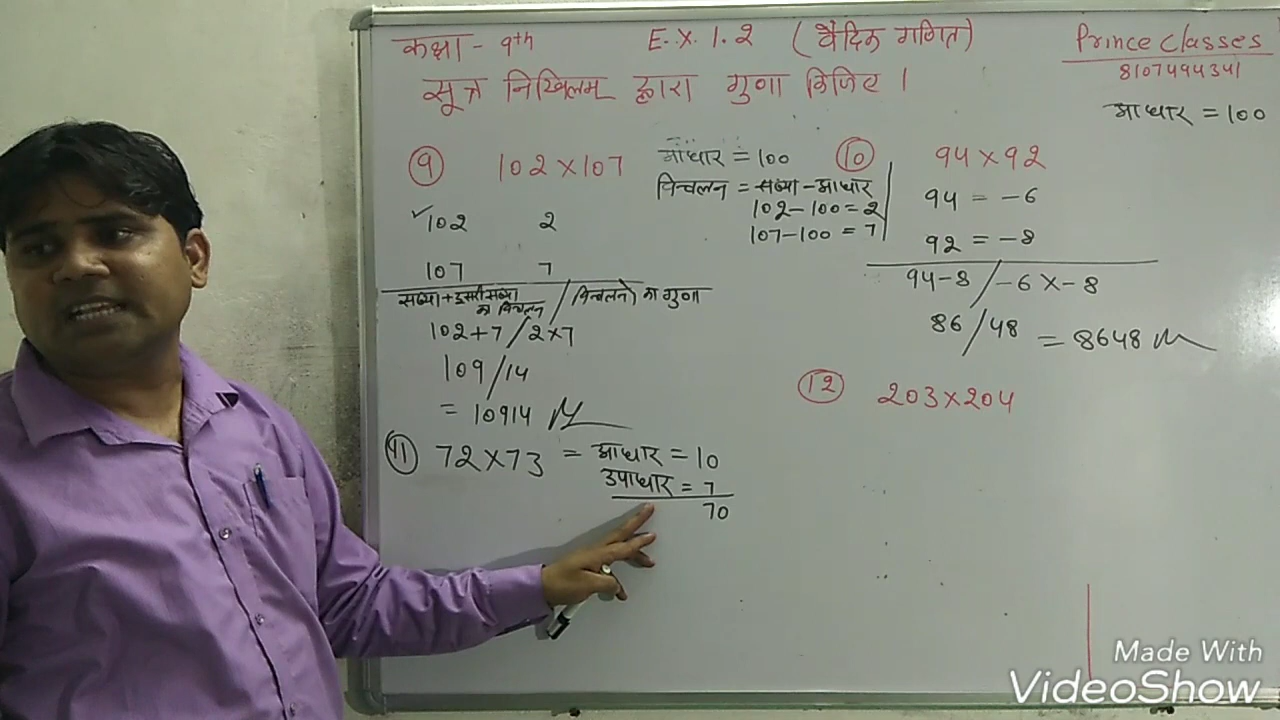 कक्षा - 9th E.X.1.2 (वैदिक गणित)
Prince Classes
8107494341
सूत्र निखिलम् द्वारा गुणा किजिए।
आधार = 100
9 102×107 आधार = 100
विचलन = संख्या - आधार
102-100 = 2
107-100 = 7
✓102 2
107 7
संख्या + दूसरी संख्या का विचलन / विचलनो का गुणा
102+7 / 2×7
109 / 14
= 10914
10 94×92
94 = -6
92 = -8
94-8 / -6 × -8
86 / 48 = 8648
11 72×73 = आधार = 10
उपाधार = 7
70
12 203×204
Made With
VideoShow